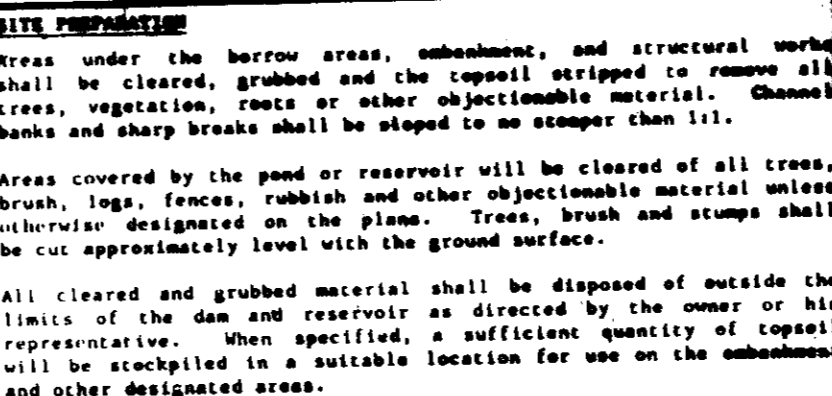 SITE PREPARATION
Areas under the borrow areas, embankment, and structural works
shall be cleared, grubbed and the topsoil stripped to remove all
trees, vegetation, roots or other objectionable material. Channel
banks and sharp breaks shall be sloped to no steeper than 1:1.
Areas covered by the pond or reservoir will be cleared of all trees,
brush, logs, fences, rubbish and other objectionable material unless
otherwise designated on the plans. Trees, brush and stumps shall
be cut approximately level with the ground surface.
All cleared and grubbed material shall be disposed of outside the
limits of the dam and reservoir as directed by the owner or his
representative. When specified, a sufficient quantity of topsoil
will be stockpiled in a suitable location for use on the embankment
and other designated areas.